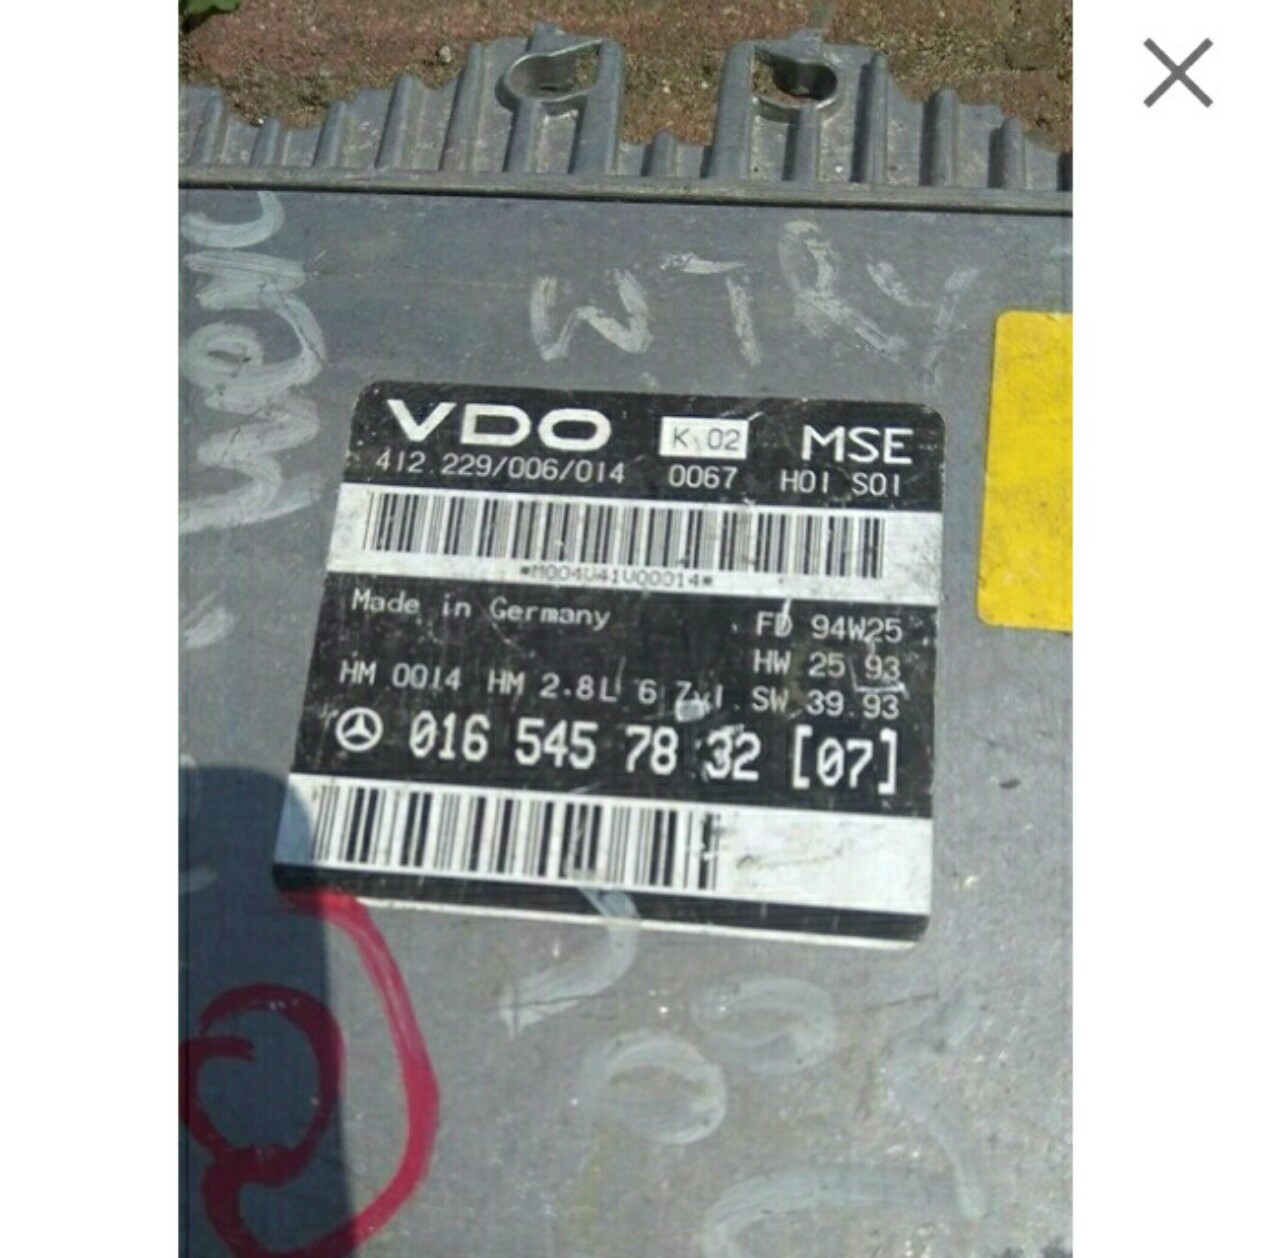 VDO K 02 MSE
412.229/006/014 0067 H01 S01
*M004041V00014*
Made in Germany FD 94W25
HW 25 93
HM 0014 HM 2.8L 6 Zyl. SW 39 93
016 545 78 32 [07]